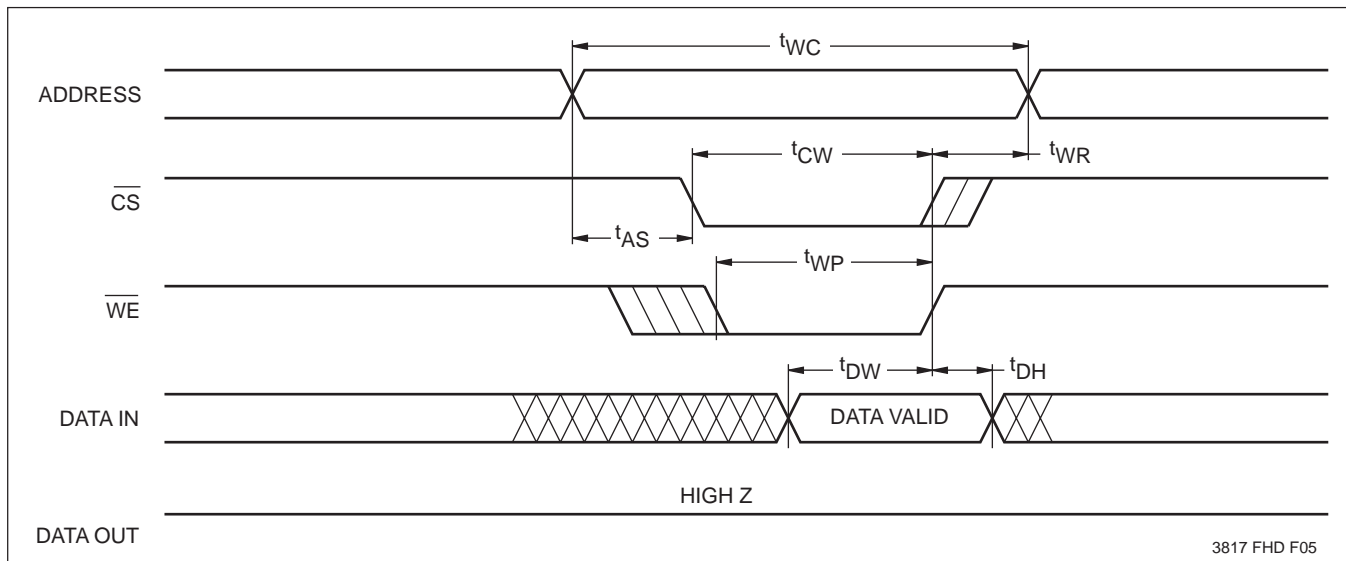 tWC
ADDRESS
tCW
tWR
CS
tAS
tWP
WE
tDW
tDH
DATA IN
DATA VALID
HIGH Z
DATA OUT
3817 FHD F05